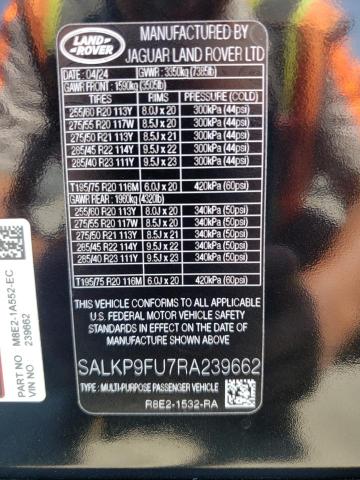 LAND
ROVER
MANUFACTURED BY
JAGUAR LAND ROVER LTD
DATE : 04/24 GVWR : 3350kg (7385lb)
GAWR FRONT : 1590kg (3505lb)
TIRES RIMS PRESSURE (COLD)
255/60 R20 113Y 8.0J x 20 300kPa (44psi)
275/55 R20 117W 8.5J x 20 300kPa (44psi)
275/50 R21 113Y 8.5J x 21 300kPa (44psi)
285/45 R22 114Y 9.5J x 22 300kPa (44psi)
285/40 R23 111Y 9.5J x 23 300kPa (44psi)
T195/75 R20 116M 6.0J x 20 420kPa (60psi)
GAWR REAR : 1960kg (4320lb)
255/60 R20 113Y 8.0J x 20 340kPa (50psi)
275/55 R20 117W 8.5J x 20 340kPa (50psi)
275/50 R21 113Y 8.5J x 21 340kPa (50psi)
285/45 R22 114Y 9.5J x 22 340kPa (50psi)
285/40 R23 111Y 9.5J x 23 340kPa (50psi)
T195/75 R20 116M 6.0J x 20 420kPa (60psi)
THIS VEHICLE CONFORMS TO ALL APPLICABLE
U.S. FEDERAL MOTOR VEHICLE SAFETY
STANDARDS IN EFFECT ON THE DATE OF
MANUFACTURE SHOWN ABOVE.
SALKP9FU7RA239662
TYPE : MULTI-PURPOSE PASSENGER VEHICLE
R8E2-1532-RA
M8E2-1A552-EC
239662
VIN NO